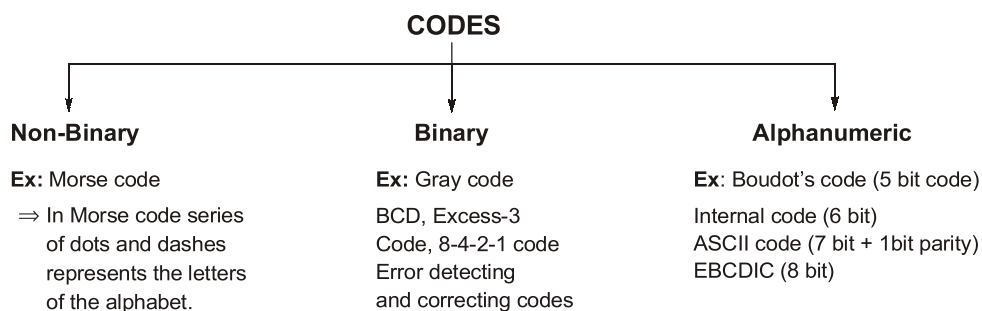 CODES
Non-Binary
Ex: Morse code
⇒ In Morse code series
of dots and dashes
represents the letters
of the alphabet.
Binary
Ex: Gray code
BCD, Excess-3
Code, 8-4-2-1 code
Error detecting
and correcting codes
Alphanumeric
Ex: Boudot's code (5 bit code)
Internal code (6 bit)
ASCII code (7 bit + 1bit parity)
EBCDIC (8 bit)